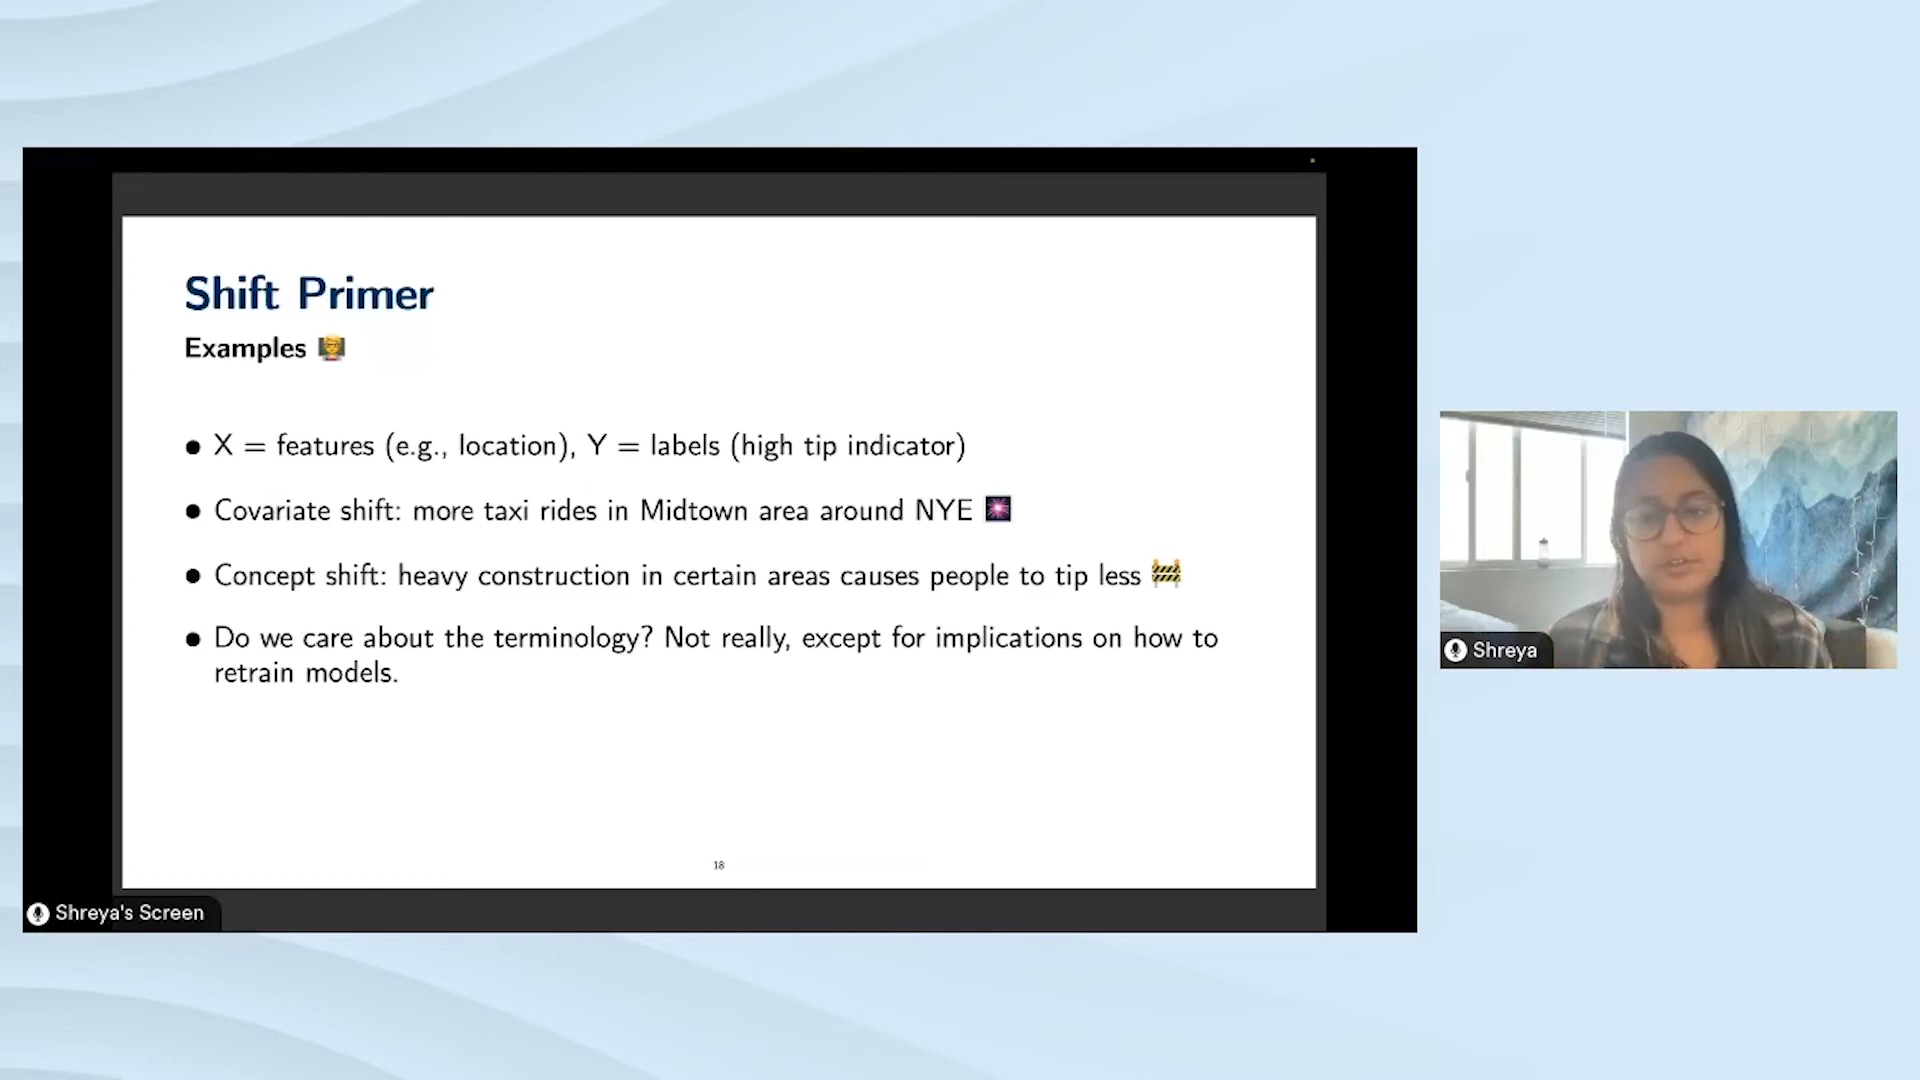 Shift Primer
Examples
● X = features (e.g., location), Y = labels (high tip indicator)
● Covariate shift: more taxi rides in Midtown area around NYE
● Concept shift: heavy construction in certain areas causes people to tip less
● Do we care about the terminology? Not really, except for implications on how to
retrain models.
18
Shreya's Screen
Shreya